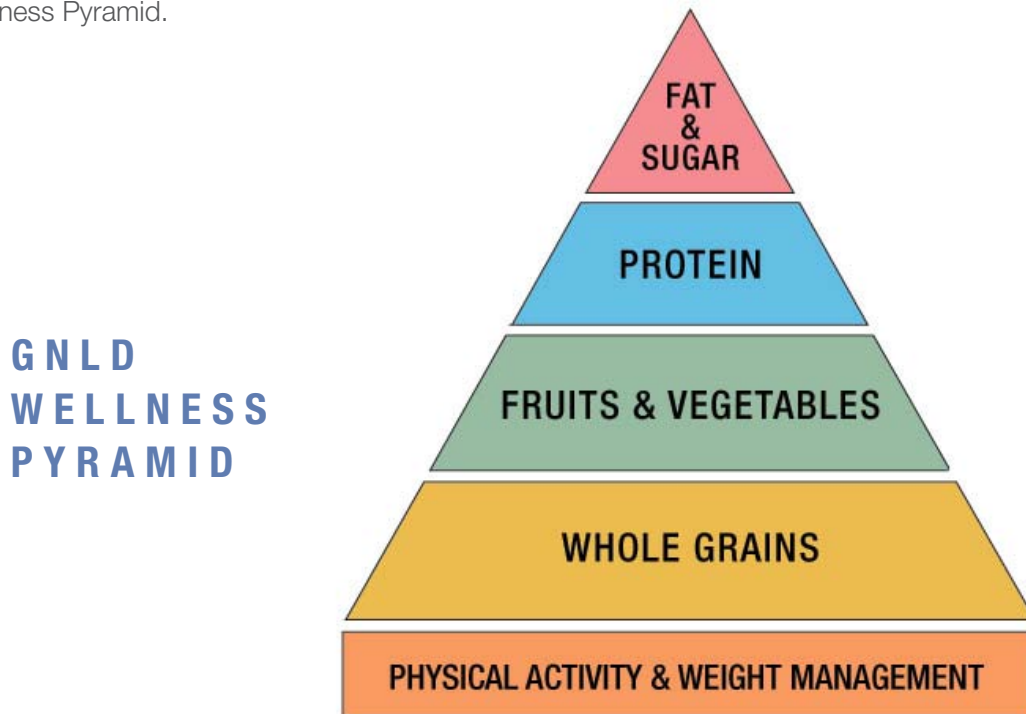 ness Pyramid.
FAT
&
SUGAR
PROTEIN
GNLD
WELLNESS
PYRAMID
FRUITS & VEGETABLES
WHOLE GRAINS
PHYSICAL ACTIVITY & WEIGHT MANAGEMENT